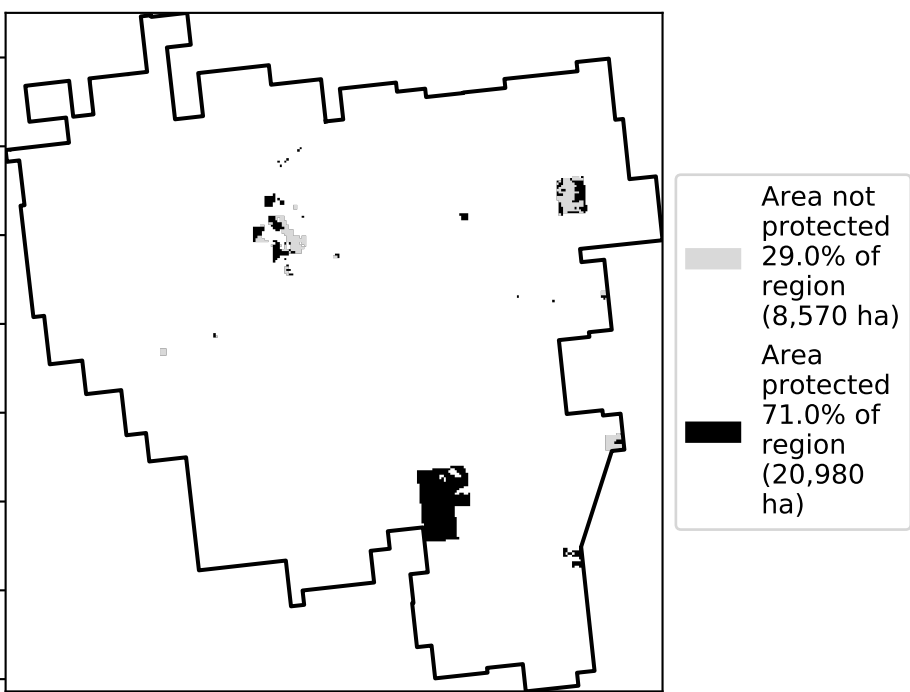 Area not
protected
29.0% of
region
(8,570 ha)
Area
protected
71.0% of
region
(20,980
ha)